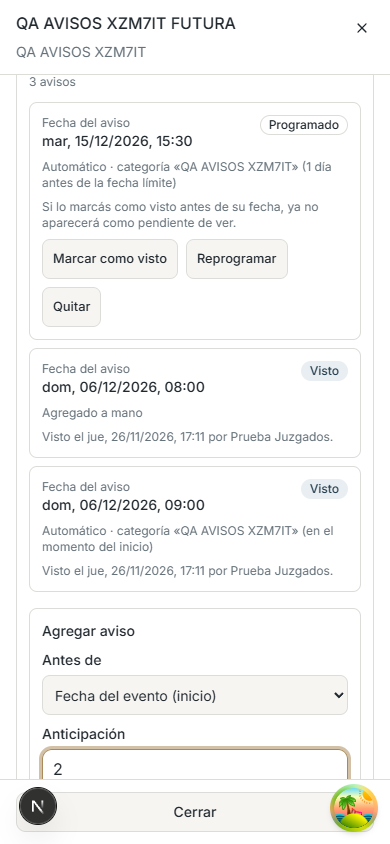 QA AVISOS XZM7IT FUTURA
QA AVISOS XZM7IT
3 avisos
Fecha del aviso
Programado
mar, 15/12/2026, 15:30
Automático · categoría «QA AVISOS XZM7IT» (1 día
antes de la fecha límite)
Si lo marcás como visto antes de su fecha, ya no
aparecerá como pendiente de ver.
Marcar como visto
Reprogramar
Quitar
Fecha del aviso
Visto
dom, 06/12/2026, 08:00
Agregado a mano
Visto el jue, 26/11/2026, 17:11 por Prueba Juzgados.
Fecha del aviso
Visto
dom, 06/12/2026, 09:00
Automático · categoría «QA AVISOS XZM7IT» (en el
momento del inicio)
Visto el jue, 26/11/2026, 17:11 por Prueba Juzgados.
Agregar aviso
Antes de
Fecha del evento (inicio)
Anticipación
2
N
Cerrar